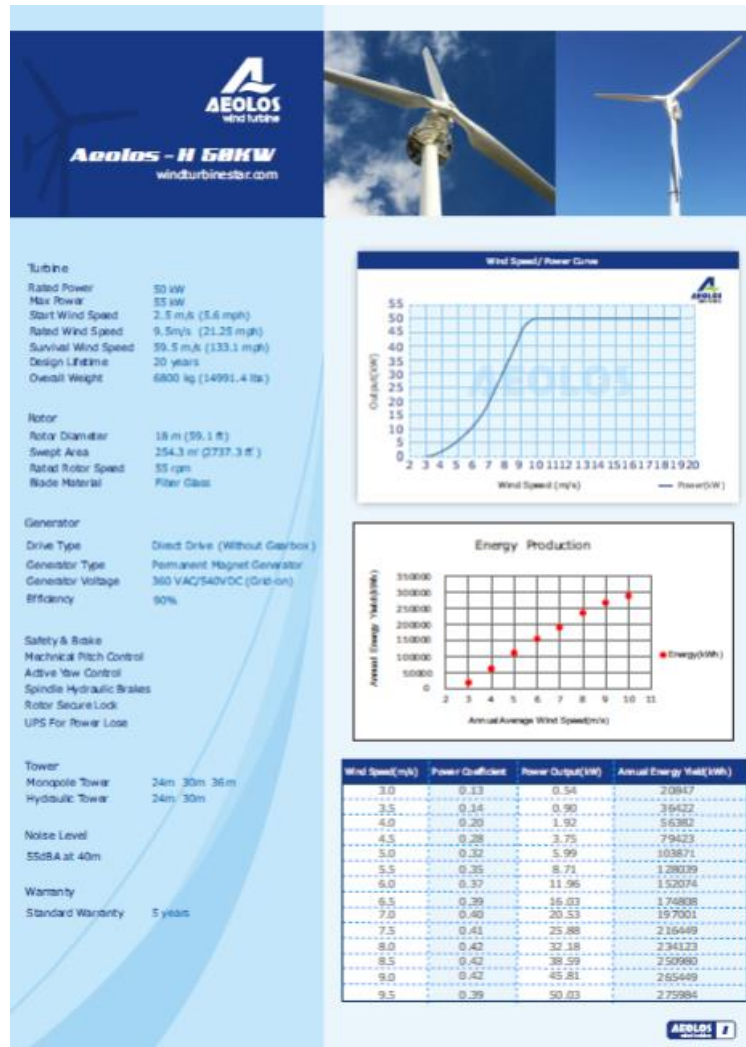 AEOLOS
wind turbine
Aeolos - H 50KW
windturbinestar.com
Turbine
Rated Power 50 kW
Max Power 55 kW
Start Wind Speed 2.5 m/s (5.6 mph)
Rated Wind Speed 9.5m/s (21.25 mph)
Survival Wind Speed 59.5 m/s (133.1 mph)
Design Lifetime 20 years
Overall Weight 6800 kg (14991.4 lbs)
Rotor
Rotor Diameter 18 m (59.1 ft)
Swept Area 254.3 m² (2737.3 ft²)
Rated Rotor Speed 55 rpm
Blade Material Fiber Glass
Generator
Drive Type Direct Drive (Without Gearbox)
Generator Type Permanent Magnet Generator
Generator Voltage 360 VAC/540VDC (Grid-on)
Efficiency 90%
Safety & Brake
Mechnical Pitch Control
Active Yaw Control
Spindle Hydraulic Brakes
Rotor Secure Lock
UPS For Power Lose
Tower
Monopole Tower 24m 30m 36m
Hydraulic Tower 24m 30m
Noise Level
55dBA at 40m
Warranty
Standard Warranty 5 years
Wind Speed/ Power Curve
AEOLOS
Output(kW)
55
50
45
40
35
30
25
20
15
10
5
0
AEOLOS
2 3 4 5 6 7 8 9 10 11 12 13 14 15 16 17 18 19 20
Wind Speed (m/s)
Power(kW)
Energy Production
Annual Energy Yield(kWh)
350000
300000
250000
150000
100000
50000
0
2 3 4 5 6 7 8 9 10 11
Energy(kWh)
Annual Average Wind Speed(m/s)
Wind Speed(m/s) Power Coefficient Power Output(kW) Annual Energy Yield(kWh)
3.0 0.13 0.54 20847
3.5 0.14 0.90 36422
4.0 0.20 1.92 56382
4.5 0.28 3.75 79423
5.0 0.32 5.99 103871
5.5 0.35 8.71 128039
6.0 0.37 11.96 152074
6.5 0.39 16.03 174808
7.0 0.40 20.53 197001
7.5 0.41 25.88 216449
8.0 0.42 32.18 234123
8.5 0.42 38.59 250980
9.0 0.42 45.81 265449
9.5 0.39 50.03 275984
AEOLOS
wind turbine
1